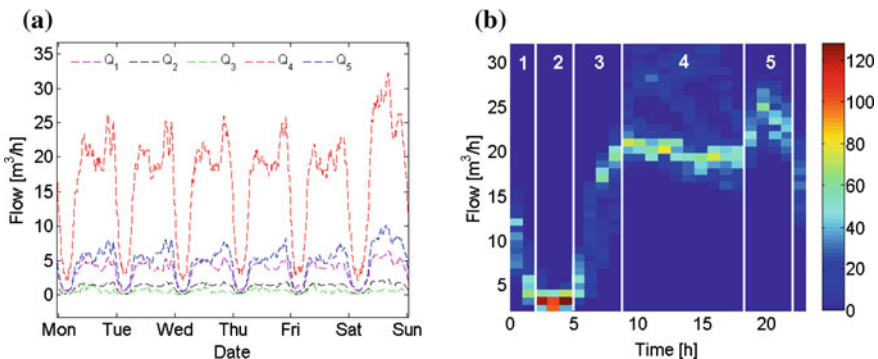 (a)
35
30
25
20
15
10
5
0
Flow [m³/h]
Q₁ Q₂ Q₃ Q₄ Q₅
Mon Tue Wed Thu Fri Sat Sun
Date
(b)
30
25
20
15
10
5
Flow [m³/h]
1 2 3 4 5
0 5 10 15 20
Time [h]
120
100
80
60
40
20
0